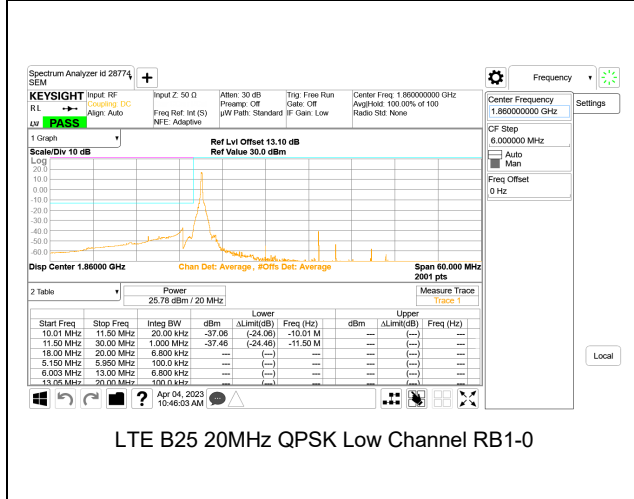 Spectrum Analyzer id 28774
SEM
Frequency
KEYSIGHT Input: RF Input Z: 50 Ω Atten: 30 dB Trig: Free Run Center Freq: 1.860000000 GHz
RL Coupling: DC Preamp: Off Gate: Off Avg|Hold: 100.00% of 100
Align: Auto Freq Ref: Int (S) µW Path: Standard IF Gain: Low Radio Std: None
LXI PASS NFE: Adaptive
Center Frequency
1.860000000 GHz
Settings
CF Step
6.000000 MHz
Auto
Man
Freq Offset
0 Hz
Local
1 Graph
Ref Lvl Offset 13.10 dB
Scale/Div 10 dB Ref Value 30.0 dBm
Log
20.0
10.0
0.00
-10.0
-20.0
-30.0
-40.0
-50.0
-60.0
Disp Center 1.86000 GHz Chan Det: Average , #Offs Det: Average Span 60.000 MHz
2001 pts
2 Table Power Measure Trace
25.78 dBm / 20 MHz Trace 1
Lower Upper
Start Freq Stop Freq Integ BW dBm ΔLimit(dB) Freq (Hz) dBm ΔLimit(dB) Freq (Hz)
10.01 MHz 11.50 MHz 20.00 kHz -37.06 (-24.06) -10.01 M --- (---) ---
11.50 MHz 30.00 MHz 1.000 MHz -37.46 (-24.46) -11.50 M --- (---) ---
18.00 MHz 20.00 MHz 6.800 kHz --- (---) --- --- (---) ---
5.150 MHz 5.950 MHz 100.0 kHz --- (---) --- --- (---) ---
6.003 MHz 13.00 MHz 6.800 kHz --- (---) --- --- (---) ---
13.05 MHz 20.00 MHz 100.0 kHz --- (---) --- --- (---) ---
? Apr 04, 2023
10:46:03 AM
LTE B25 20MHz QPSK Low Channel RB1-0